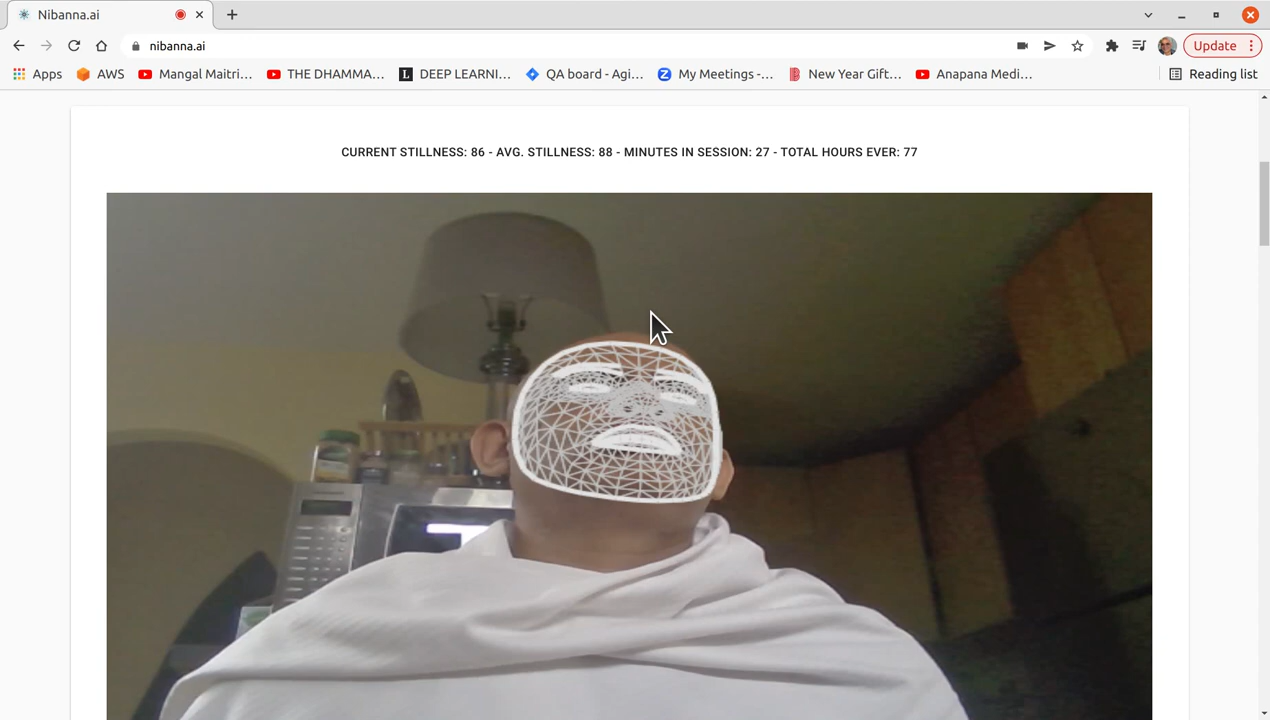 Nibanna.ai
nibanna.ai
Update
Apps AWS Mangal Maitri... THE DHAMMA... DEEP LEARNI... QA board - Agi... My Meetings -... New Year Gift... Anapana Medi... Reading list
CURRENT STILLNESS: 86 - AVG. STILLNESS: 88 - MINUTES IN SESSION: 27 - TOTAL HOURS EVER: 77